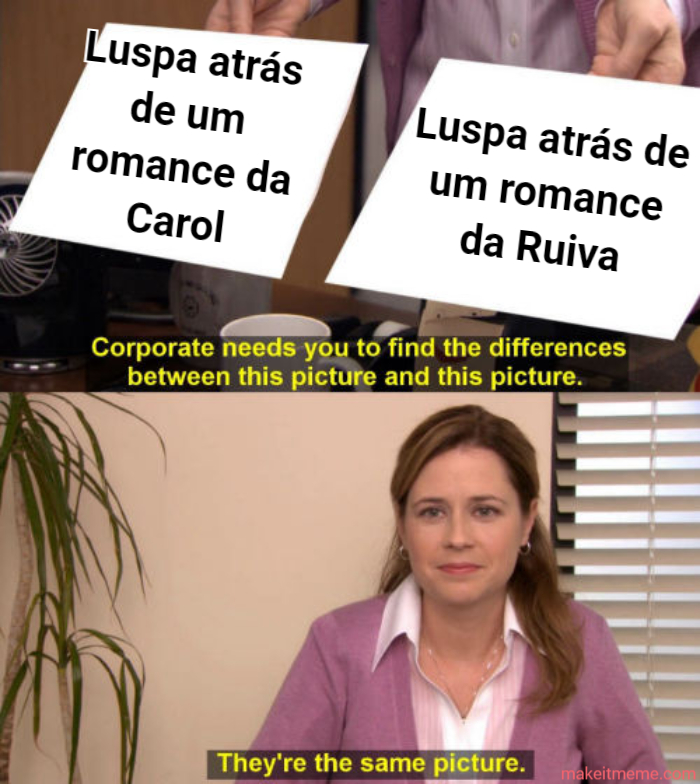 Luspa atrás
de um
romance da
Carol
Luspa atrás de
um romance
da Ruiva
Corporate needs you to find the differences
between this picture and this picture.
They're the same picture.
makeitmeme.com